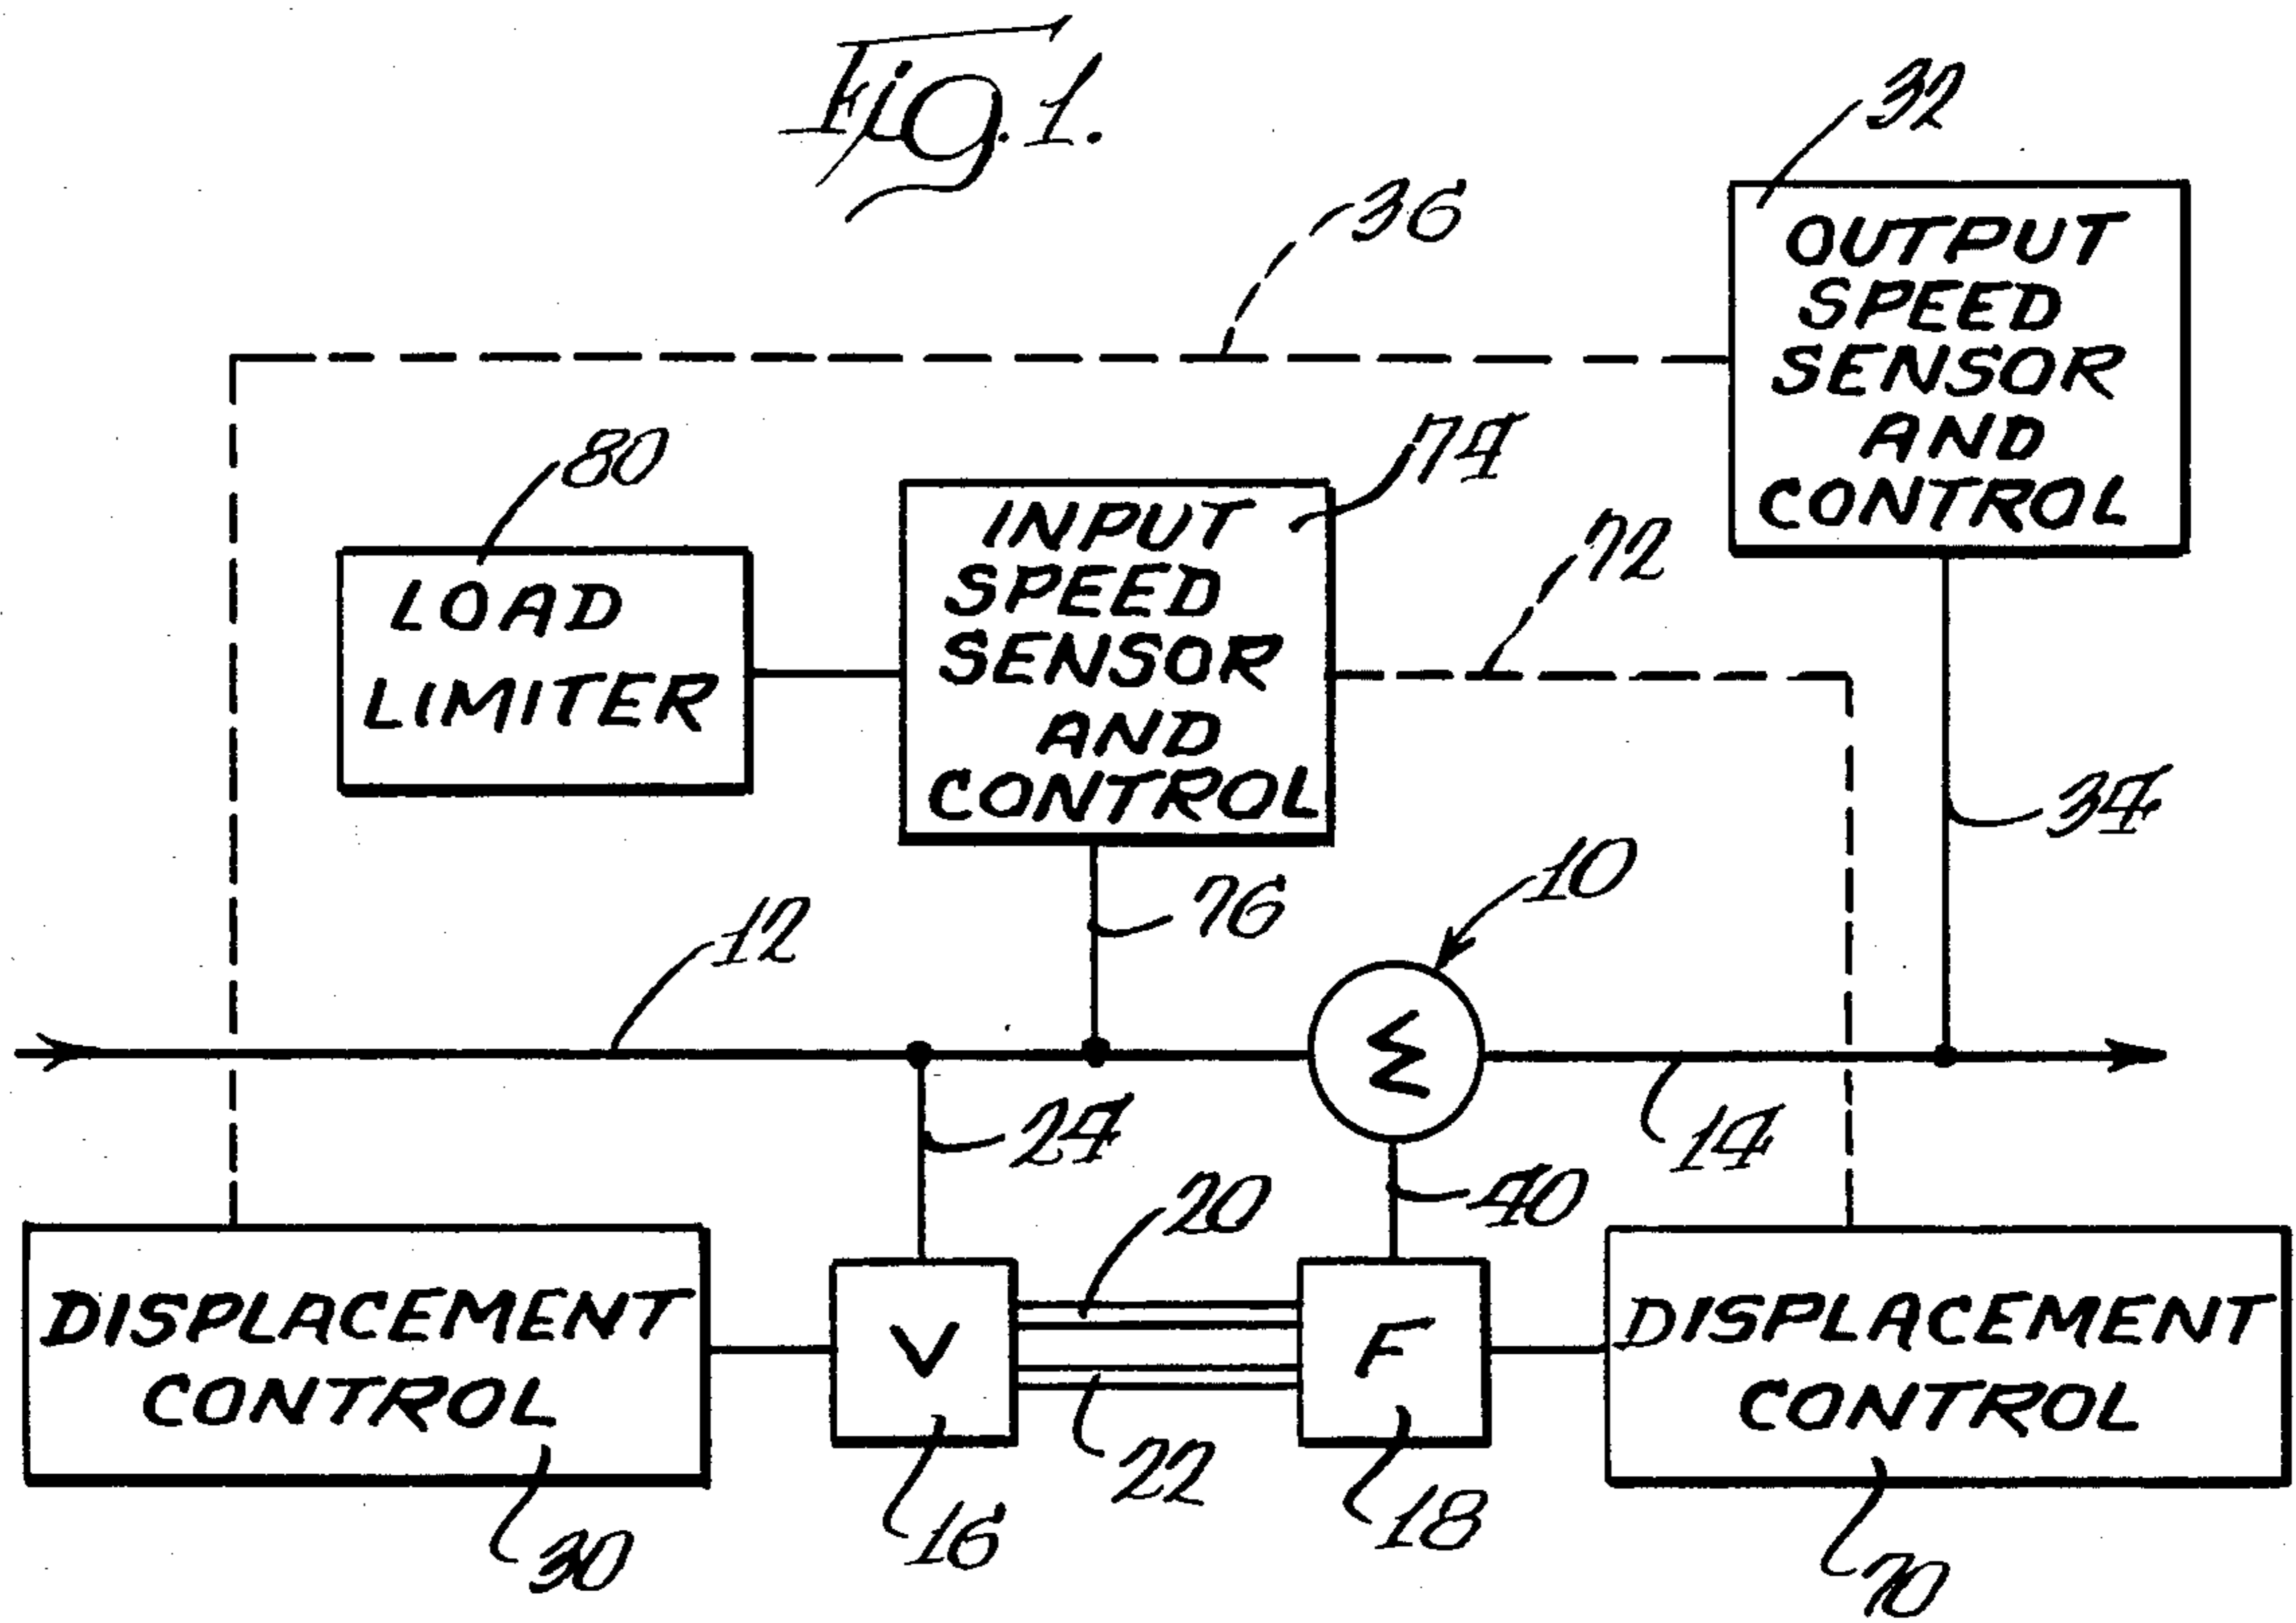 Fig. 1.
32
OUTPUT
SPEED
SENSOR
AND
CONTROL
36
80
LOAD
LIMITER
74
INPUT
SPEED
SENSOR
AND
CONTROL
72
34
76
12
10
Σ
24
14
20
40
DISPLACEMENT
CONTROL
V
F
DISPLACEMENT
CONTROL
22
30
16
18
70